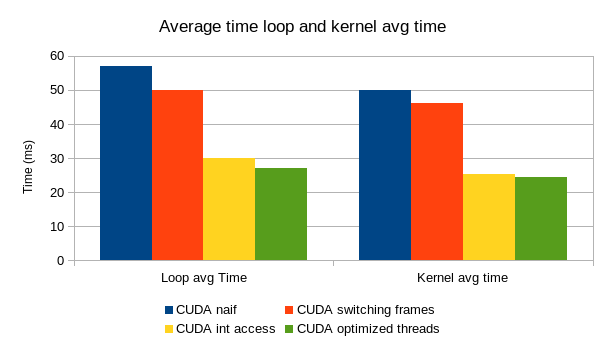 Average time loop and kernel avg time
60
50
40
30
20
10
0
Time (ms)
Loop avg Time
Kernel avg time
CUDA naif
CUDA switching frames
CUDA int access
CUDA optimized threads